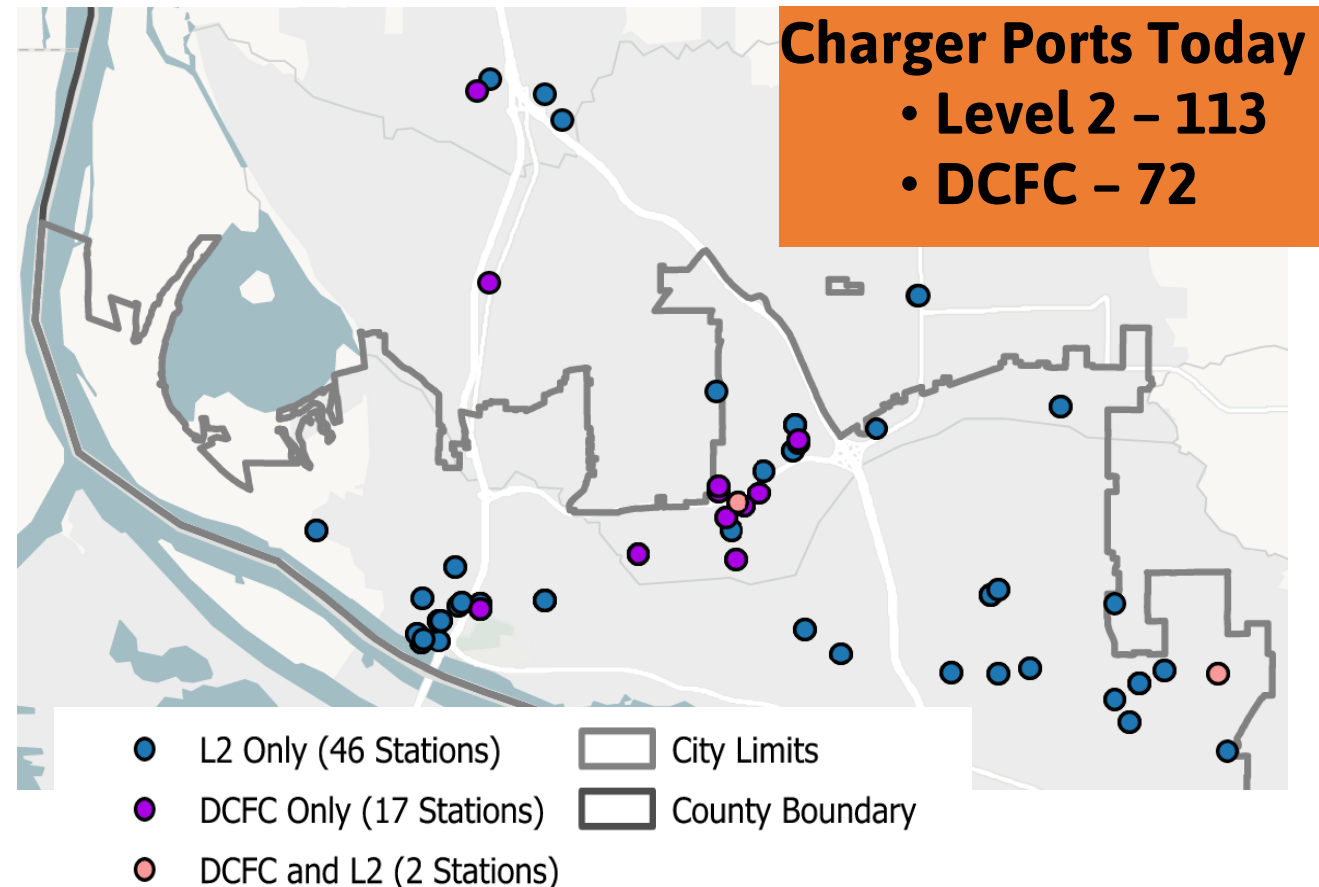 Charger Ports Today
• Level 2 – 113
• DCFC – 72
L2 Only (46 Stations)
City Limits
DCFC Only (17 Stations)
County Boundary
DCFC and L2 (2 Stations)